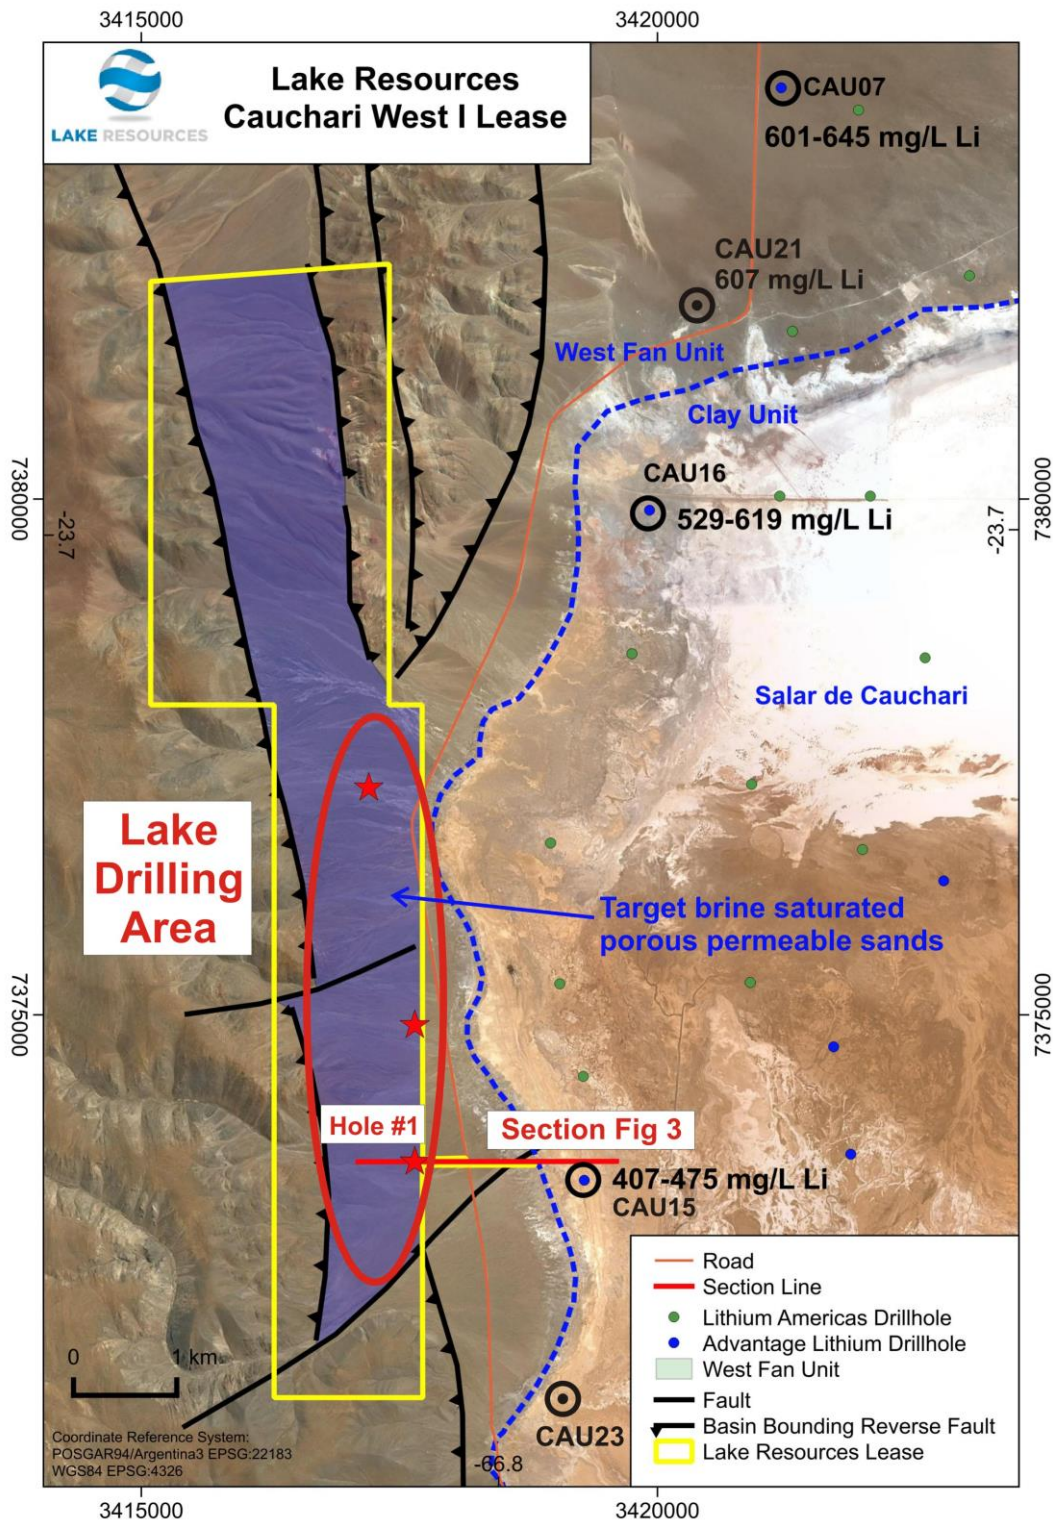 3415000
3420000
LAKE RESOURCES
Lake Resources
Cauchari West I Lease
CAU07
601-645 mg/L Li
CAU21
607 mg/L Li
West Fan Unit
Clay Unit
CAU16
529-619 mg/L Li
7380000
-23.7
-23.7
7380000
Salar de Cauchari
Lake
Drilling
Area
Target brine saturated
porous permeable sands
7375000
7375000
Hole #1
Section Fig 3
407-475 mg/L Li
CAU15
Road
Section Line
Lithium Americas Drillhole
Advantage Lithium Drillhole
West Fan Unit
Fault
Basin Bounding Reverse Fault
Lake Resources Lease
0
1 km
CAU23
Coordinate Reference System:
POSGAR94/Argentina3 EPSG:22183
WGS84 EPSG:4326
-66.8
3415000
3420000